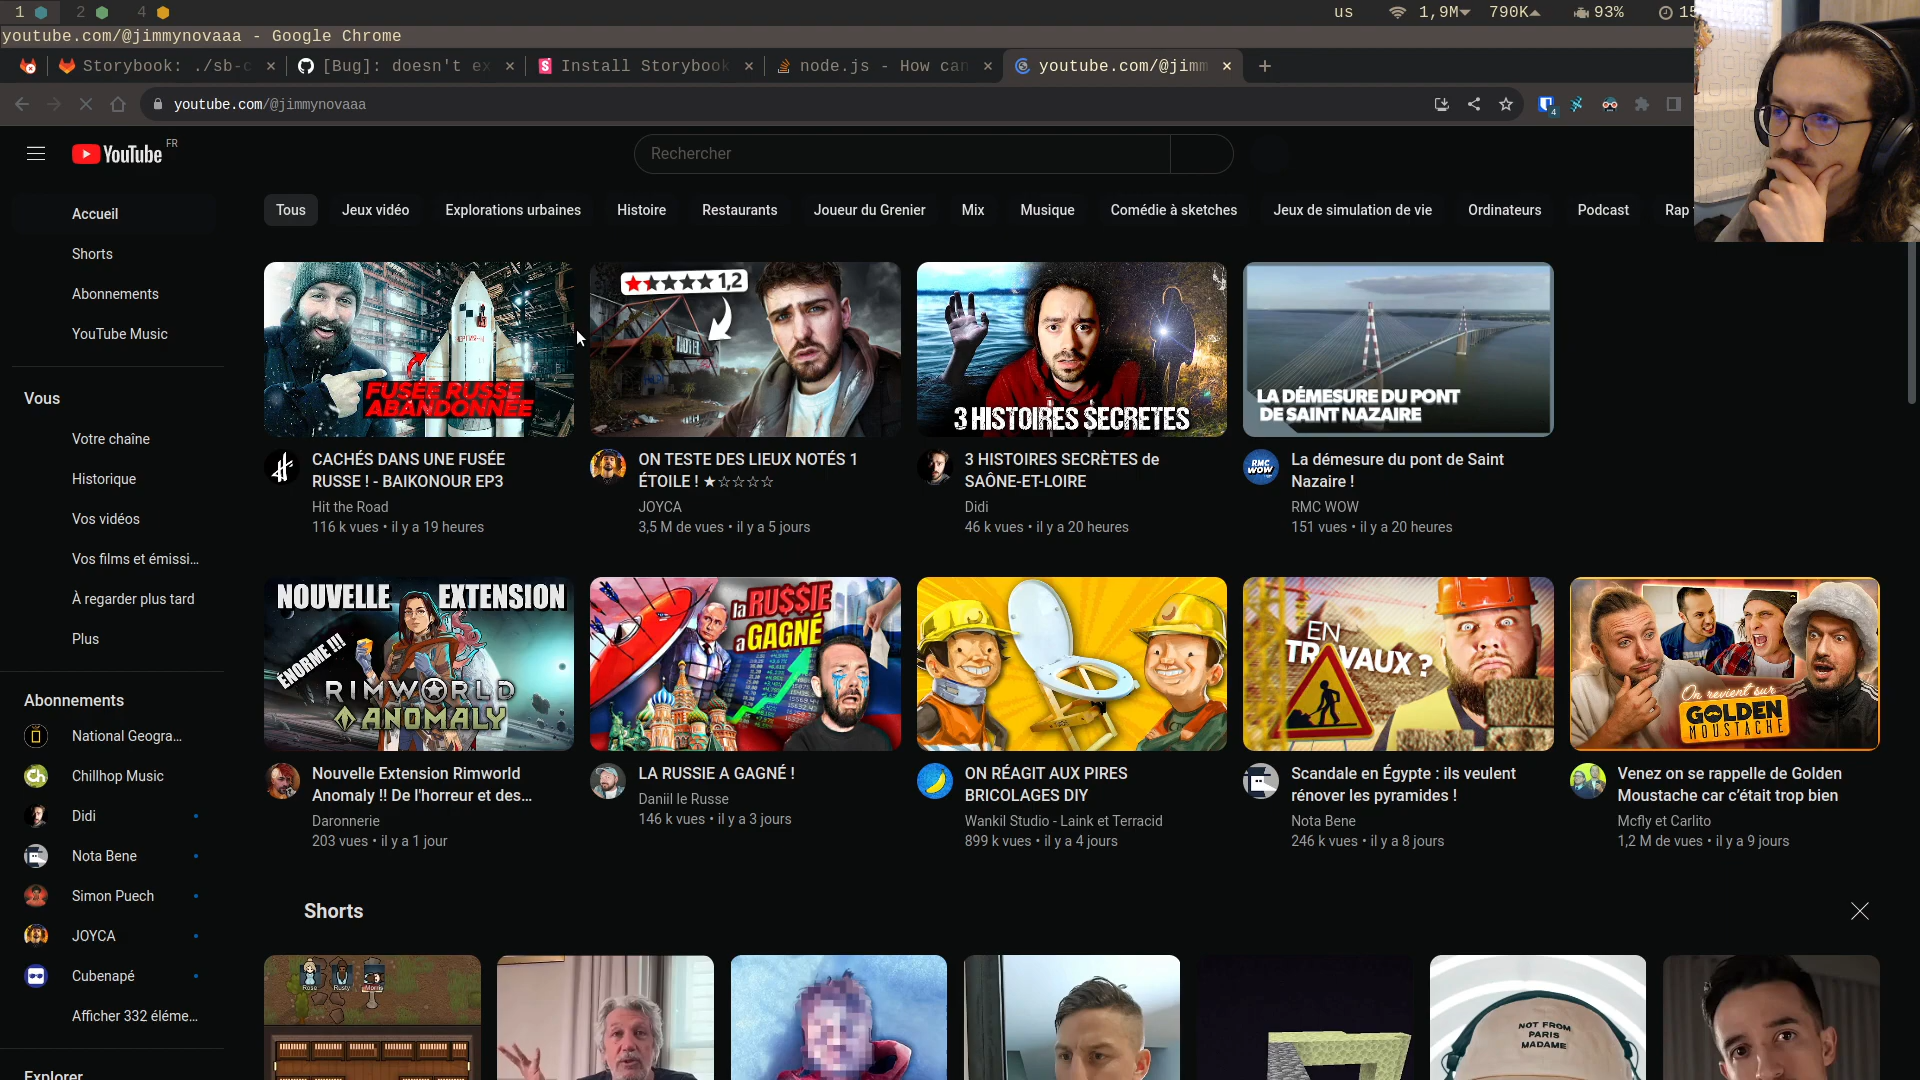 1 2 4 us 1,9M 790K 93% 15
youtube.com/@jimmynovaaa - Google Chrome
Storybook: ./sb-c [Bug]: doesn't ex Install Storybook node.js - How can youtube.com/@jimm
youtube.com/@jimmynovaaa
YouTube FR
Rechercher
Tous Jeux vidéo Explorations urbaines Histoire Restaurants Joueur du Grenier Mix Musique Comédie à sketches Jeux de simulation de vie Ordinateurs Podcast Rap
Accueil
Shorts
Abonnements
YouTube Music
Vous
Votre chaîne
Historique
Vos vidéos
Vos films et émissi...
À regarder plus tard
Plus
Abonnements
National Geogra...
Chillhop Music
Didi
Nota Bene
Simon Puech
JOYCA
Cubenapé
Afficher 332 éléme...
Explorer
FUSÉE RUSSE
ABANDONNÉE
CACHÉS DANS UNE FUSÉE
RUSSE ! - BAIKONOUR EP3
Hit the Road
116 k vues • il y a 19 heures
1,2
HOTEL
ON TESTE DES LIEUX NOTÉS 1
ÉTOILE ! ★☆☆☆☆
JOYCA
3,5 M de vues • il y a 5 jours
3 HISTOIRES SECRETES
3 HISTOIRES SECRÈTES de
SAÔNE-ET-LOIRE
Didi
46 k vues • il y a 20 heures
LA DÉMESURE DU PONT
DE SAINT NAZAIRE
RMC
WOW
La démesure du pont de Saint
Nazaire !
RMC WOW
151 vues • il y a 20 heures
NOUVELLE EXTENSION
ÉNORME !!!
RIMWORLD
ANOMALY
Nouvelle Extension Rimworld
Anomaly !! De l'horreur et des...
Daronnerie
203 vues • il y a 1 jour
la RU$$IE
a GAGNÉ
LA RUSSIE A GAGNÉ !
Daniil le Russe
146 k vues • il y a 3 jours
ON RÉAGIT AUX PIRES
BRICOLAGES DIY
Wankil Studio - Laink et Terracid
899 k vues • il y a 4 jours
EN
TRAVAUX ?
Scandale en Égypte : ils veulent
rénover les pyramides !
Nota Bene
246 k vues • il y a 8 jours
On revient sur
GOLDEN
MOUSTACHE
Venez on se rappelle de Golden
Moustache car c'était trop bien
Mcfly et Carlito
1,2 M de vues • il y a 9 jours
Shorts
Rose Rusty Morris
NOT FROM
PARIS
MADAME